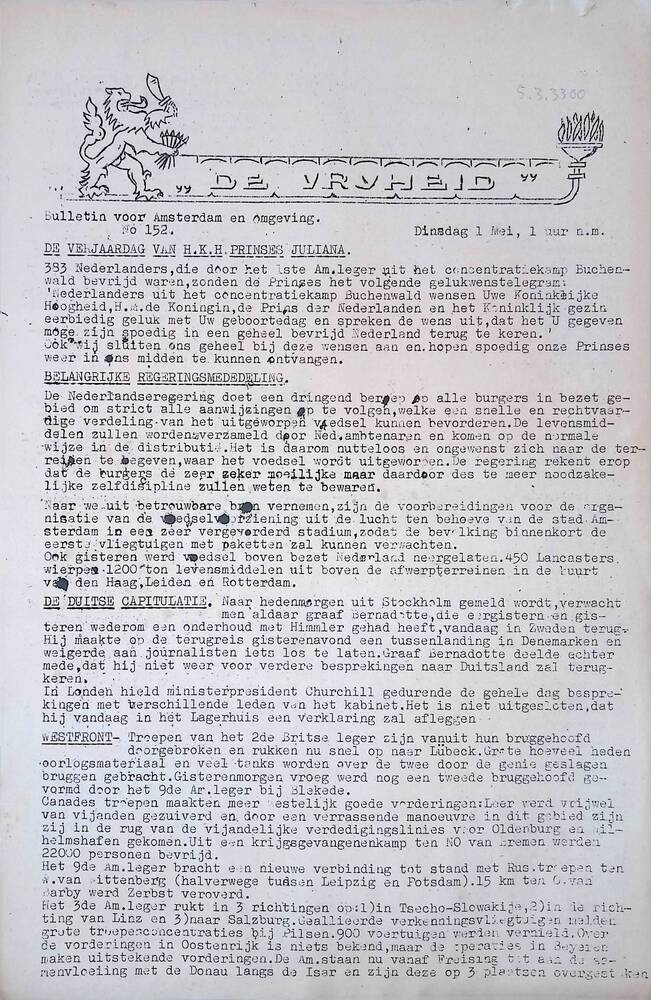 5.3.3300
"" DE VRYHEID ""
Bulletin voor Amsterdam en omgeving.
No 152. Dinsdag 1 Mei, 1 uur n.m.
DE VERJAARDAG VAN H.K.H.PRINSES JULIANA.
383 Nederlanders,die door het 1ste Am.leger uit het concentratiekamp Buchen-
wald bevrijd waren,zonden de Prinses het volgende gelukwenstelegram:
'Nederlanders uit het concentratiekamp Buchenwald wensen Uwe Koninklijke
Hoogheid,H.M.de Koningin,de Prins der Nederlanden en het Koninklijk gezin
eerbiedig geluk met Uw geboortedag en spreken de wens uit,dat het U gegeven
moge zijn spoedig in een geheel bevrijd Nederland terug te keren.'
Ook wij sluiten ons geheel bij deze wensen aan en hopen spoedig onze Prinses
weer in ons midden te kunnen ontvangen.
BELANGRIJKE REGERINGSMEDEDELING.
De Nederlandseregering doet een dringend beroep op alle burgers in bezet ge-
bied om strict alle aanwijzingen op te volgen,welke een snelle en rechtvaar-
dige verdeling van het uitgeworpen voedsel kunnen bevorderen.De levensmid-
delen zullen worden verzameld door Ned.ambtenaren en komen op de normale
wijze in de distributie.Het is daarom nutteloos en ongewenst zich naar de ter-
reinen te begeven,waar het voedsel wordt uitgeworpen.De regering rekent erop
dat de burgers de zeer zeker moeilijke maar daardoor des te meer noodzake-
lijke zelfdisipline zullen weten te bewaren.
Naar we uit betrouwbare bron vernemen,zijn de voorbereidingen voor de orga-
nisatie van de voedselvoorziening uit de lucht ten behoeve van de stad Am-
sterdam in een zeer vergevorderd stadium,zodat de bevolking binnenkort de
eerste vliegtuigen met paketten zal kunnen verwachten.
Ook gisteren werd voedsel boven bezet Nederland neergelaten.450 Lancasters
wierpen 1200 ton levensmiddelen uit boven de afwerpterreinen in de buurt
van den Haag,Leiden en Rotterdam.
DE DUITSE CAPITULATIE. Naar hedenmorgen uit Stockholm gemeld wordt,verwacht
men aldaar graaf Bernadotte,die eergisteren en gis-
teren wederom een onderhoud met Himmler gehad heeft,vandaag in Zweden terug.
Hij maakte op de terugreis gisterenavond een tussenlanding in Denemarken en
weigerde aan journalisten iets los te laten.Graaf Bernadotte deelde echter
mede,dat hij niet weer voor verdere besprekingen naar Duitsland zal terug-
keren.
In Londen hield ministerpresident Churchill gedurende de gehele dag bespre-
kingen met verschillende leden van het kabinet.Het is niet uitgesloten,dat
hij vandaag in het Lagerhuis een verklaring zal afleggen
WESTFRONT- Troepen van het 2de Britse leger zijn vanuit hun bruggehoofd
doorgebroken en rukken nu snel op naar Lübeck.Grote hoeveel heden
oorlogsmateriaal en veel tanks worden over de twee door de genie geslagen
bruggen gebracht.Gisterenmorgen vroeg werd nog een tweede bruggehoofd ge-
vormd door het 9de Am.leger bij Blekede.
Canades troepen maakten meer westelijk goede vorderingen:Leer werd vrijwel
van vijanden gezuiverd en door een verrassende manoeuvre in dit gebied zijn
zij in de rug van de vijandelijke verdedigingslinies voor Oldenburg en Wil-
helmshafen gekomen.Uit een krijgsgevangenenkamp ten NO van Bremen werden
22000 personen bevrijd.
Het 9de Am.leger bracht een nieuwe verbinding tot stand met Rus.troepen ten
W.van Wittenberg (halverwege tussen Leipzig en Potsdam).15 km ten O.van
Barby werd Zerbst veroverd.
Het 3de Am.leger rukt in 3 richtingen op:1)in Tsecho-Slowakije,2)in de rich-
ting van Linz en 3)naar Salzburg.Geallieerde verkenningsvliegtuigen melden
grote troepenconcentraties bij Pilsen.900 voertuigen werden vernield.Over
de vorderingen in Oostenrijk is niets bekend,maar de operaties in Beyeren
maken uitstekende vorderingen.De Am.staan nu vanaf Freising tot aan de sa-
menvloeiing met de Donau langs de Isar en zijn deze op 3 plaatsen overgestoken